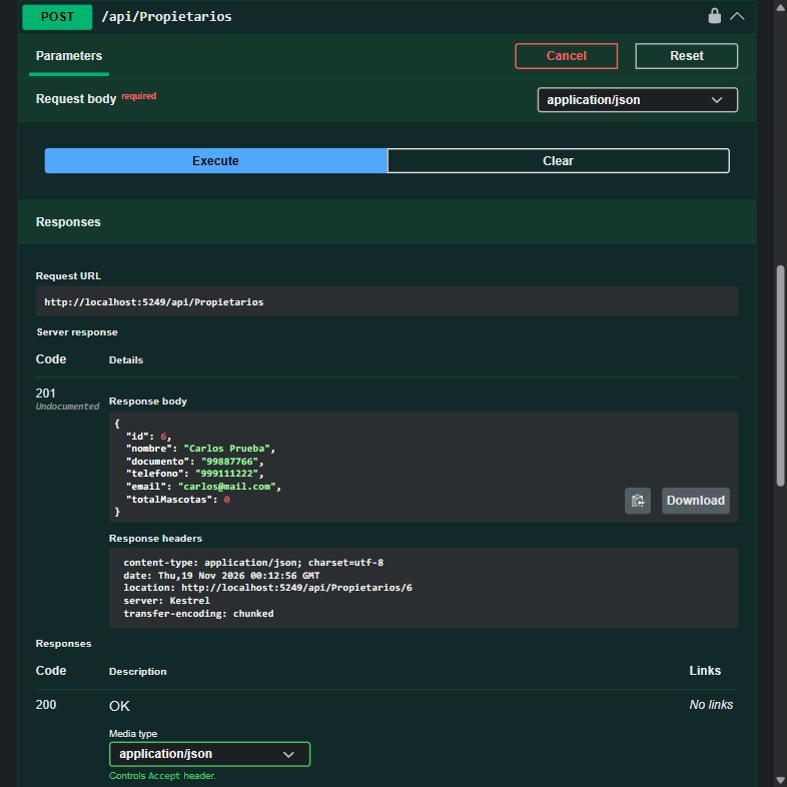 POST /api/Propietarios
Parameters
Cancel
Reset
Request body required
application/json
Execute
Clear
Responses
Request URL
http://localhost:5249/api/Propietarios
Server response
Code Details
201
Undocumented
Response body
{
"id": 6,
"nombre": "Carlos Prueba",
"documento": "99887766",
"telefono": "999111222",
"email": "carlos@mail.com",
"totalMascotas": 0
}
Download
Response headers
content-type: application/json; charset=utf-8
date: Thu,19 Nov 2026 00:12:56 GMT
location: http://localhost:5249/api/Propietarios/6
server: Kestrel
transfer-encoding: chunked
Responses
Code Description Links
200 OK No links
Media type
application/json
Controls Accept header.